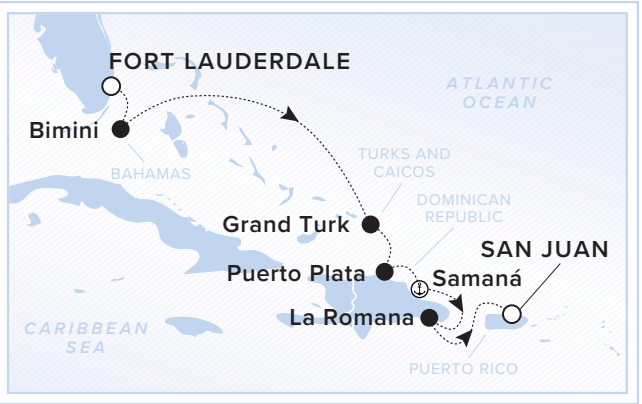 FORT LAUDERDALE
ATLANTIC
OCEAN
Bimini
BAHAMAS
TURKS AND
CAICOS
DOMINICAN
REPUBLIC
Grand Turk
SAN JUAN
Puerto Plata
Samaná
La Romana
CARIBBEAN
SEA
PUERTO RICO